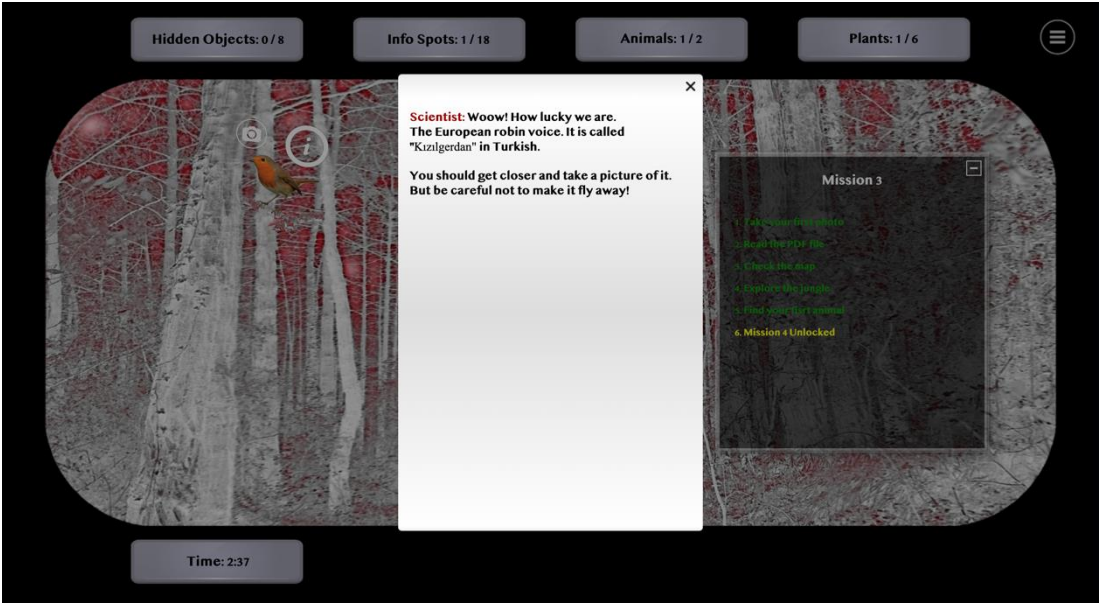 Hidden Objects: 0 / 8
Info Spots: 1 / 18
Animals: 1 / 2
Plants: 1 / 6
Scientist: Woow! How lucky we are.
The European robin voice. It is called
"Kızılgerdan" in Turkish.
You should get closer and take a picture of it.
But be careful not to make it fly away!
Mission 3
1. Take your first photo
2. Read the PDF file
3. Check the map
4. Explore the jungle
5. Find your fisrt animal
6. Mission 4 Unlocked
Time: 2:37